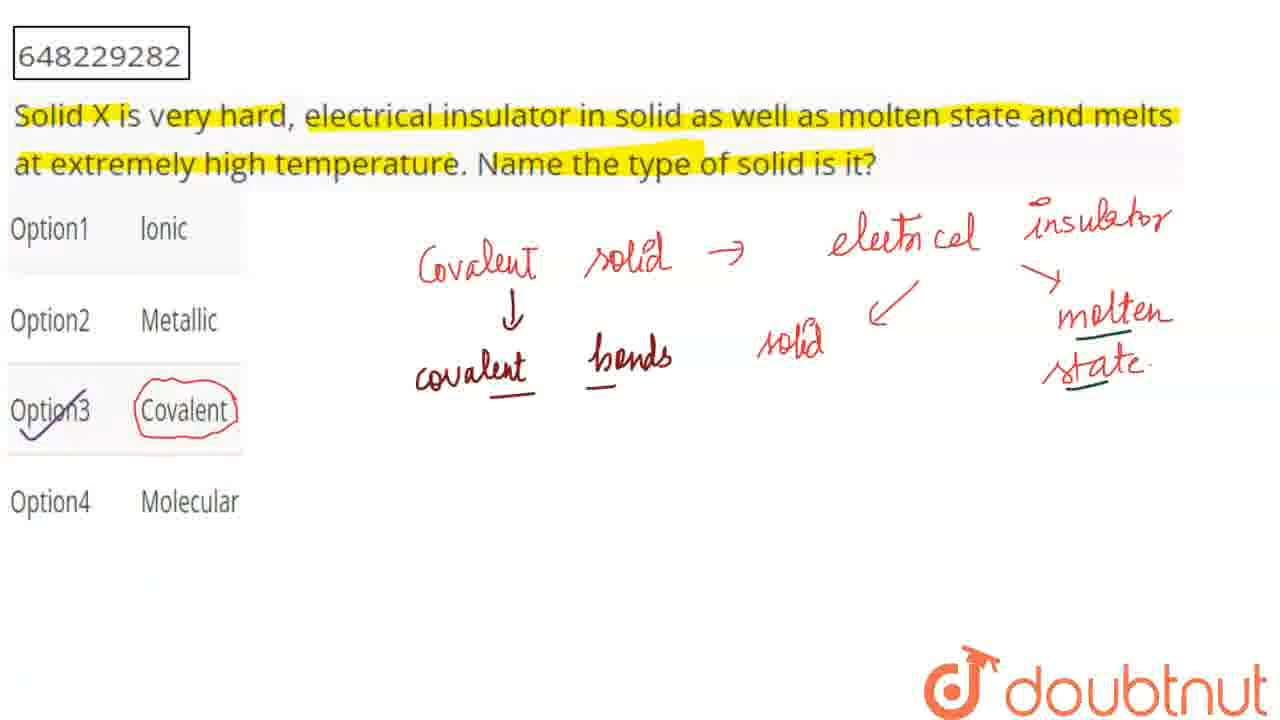 648229282
Solid X is very hard, electrical insulator in solid as well as molten state and melts
at extremely high temperature. Name the type of solid is it?
Option1 Ionic
Option2 Metallic
Option3 Covalent
Option4 Molecular
Covalent solid → electrical insulator
↓
covalent bonds
solid
molten
state.
doubtnut